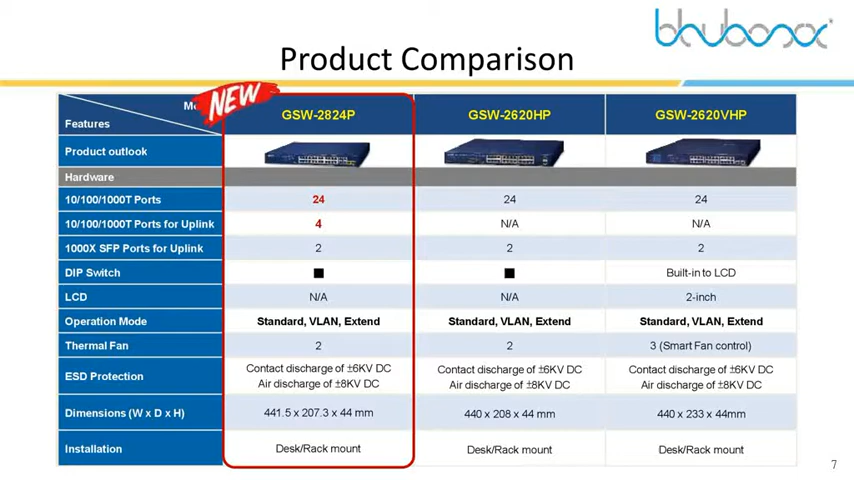 bhubonsox
Product Comparison
NEW
Features
GSW-2824P GSW-2620HP GSW-2620VHP
Product outlook
Hardware
10/100/1000T Ports 24 24 24
10/100/1000T Ports for Uplink 4 N/A N/A
1000X SFP Ports for Uplink 2 2 2
DIP Switch ■ ■ Built-in to LCD
LCD N/A N/A 2-inch
Operation Mode Standard, VLAN, Extend Standard, VLAN, Extend Standard, VLAN, Extend
Thermal Fan 2 2 3 (Smart Fan control)
ESD Protection Contact discharge of ±6KV DC Contact discharge of ±6KV DC Contact discharge of ±6KV DC
Air discharge of ±8KV DC Air discharge of ±8KV DC Air discharge of ±8KV DC
Dimensions (W x D x H) 441.5 x 207.3 x 44 mm 440 x 208 x 44 mm 440 x 233 x 44mm
Installation Desk/Rack mount Desk/Rack mount Desk/Rack mount
7